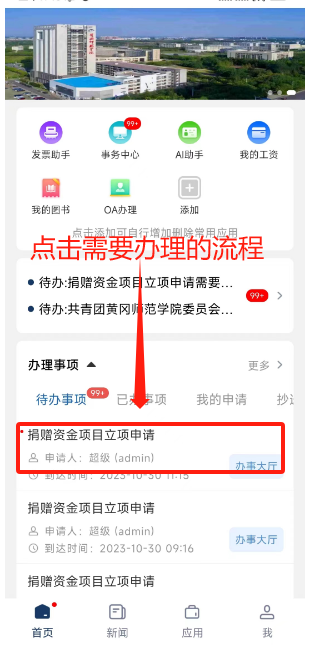 99+
发票助手 事务中心 AI助手 我的工资
我的图书 OA办理 添加
点击添加可自行增加删除常用应用
点击需要办理的流程
待办:捐赠资金项目立项申请需要...
99+
待办:共青团黄冈师范学院委员会...
办理事项 更多
待办事项 99+ 已办事项 我的申请 抄送
捐赠资金项目立项申请
申请人：超级 (admin)
办事大厅
到达时间：2023-10-30 11:15
捐赠资金项目立项申请
申请人：超级 (admin)
办事大厅
到达时间：2023-10-30 09:16
捐赠资金项目立项申请
首页 新闻 应用 我